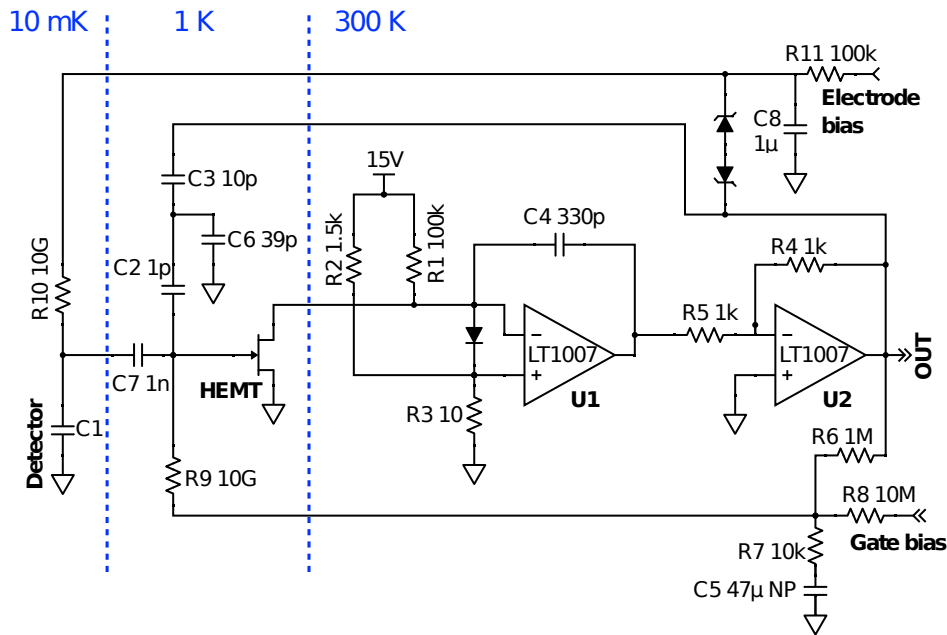 10 mK
1 K
300 K
R11 100k
Electrode
bias
C8
1µ
15V
C3 10p
C4 330p
R2 1.5k
R1 100k
C6 39p
R4 1k
R10 10G
C2 1p
R5 1k
LT1007
LT1007
OUT
C7 1n
HEMT
U1
U2
R3 10
Detector
C1
R6 1M
R9 10G
R8 10M
Gate bias
R7 10k
C5 47µ NP